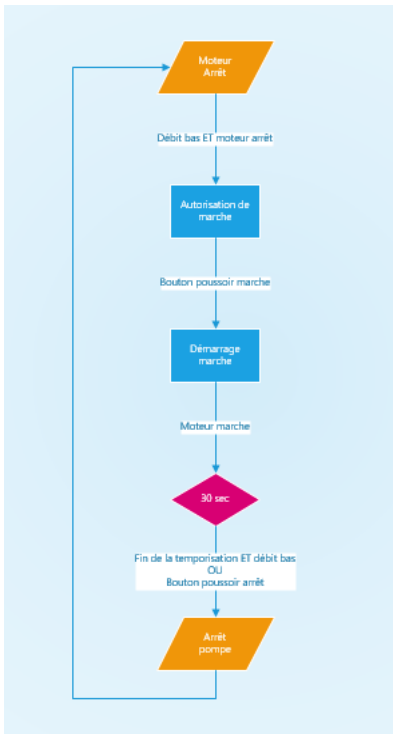 Moteur
Arrêt
Débit bas ET moteur arrêt
Autorisation de
marche
Bouton poussoir marche
Démarrage
marche
Moteur marche
30 sec
Fin de la temporisation ET débit bas
OU
Bouton poussoir arrêt
Arrêt
pompe